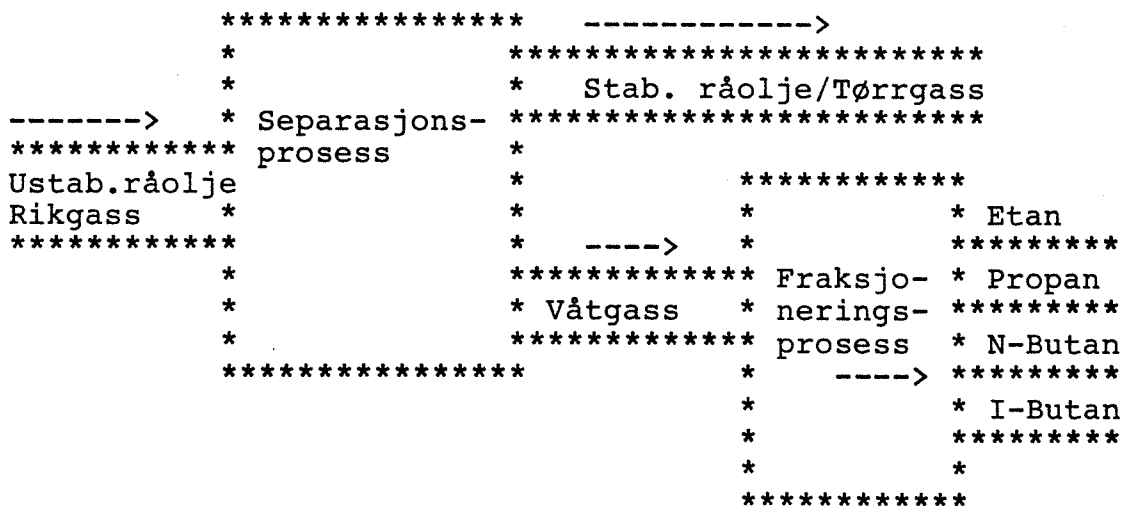 Stab. råolje/Tørrgass
Separasjons-
prosess
Ustab.råolje
Rikgass
Etan
Fraksjo-
nerings-
prosess
Propan
Våtgass
N-Butan
I-Butan